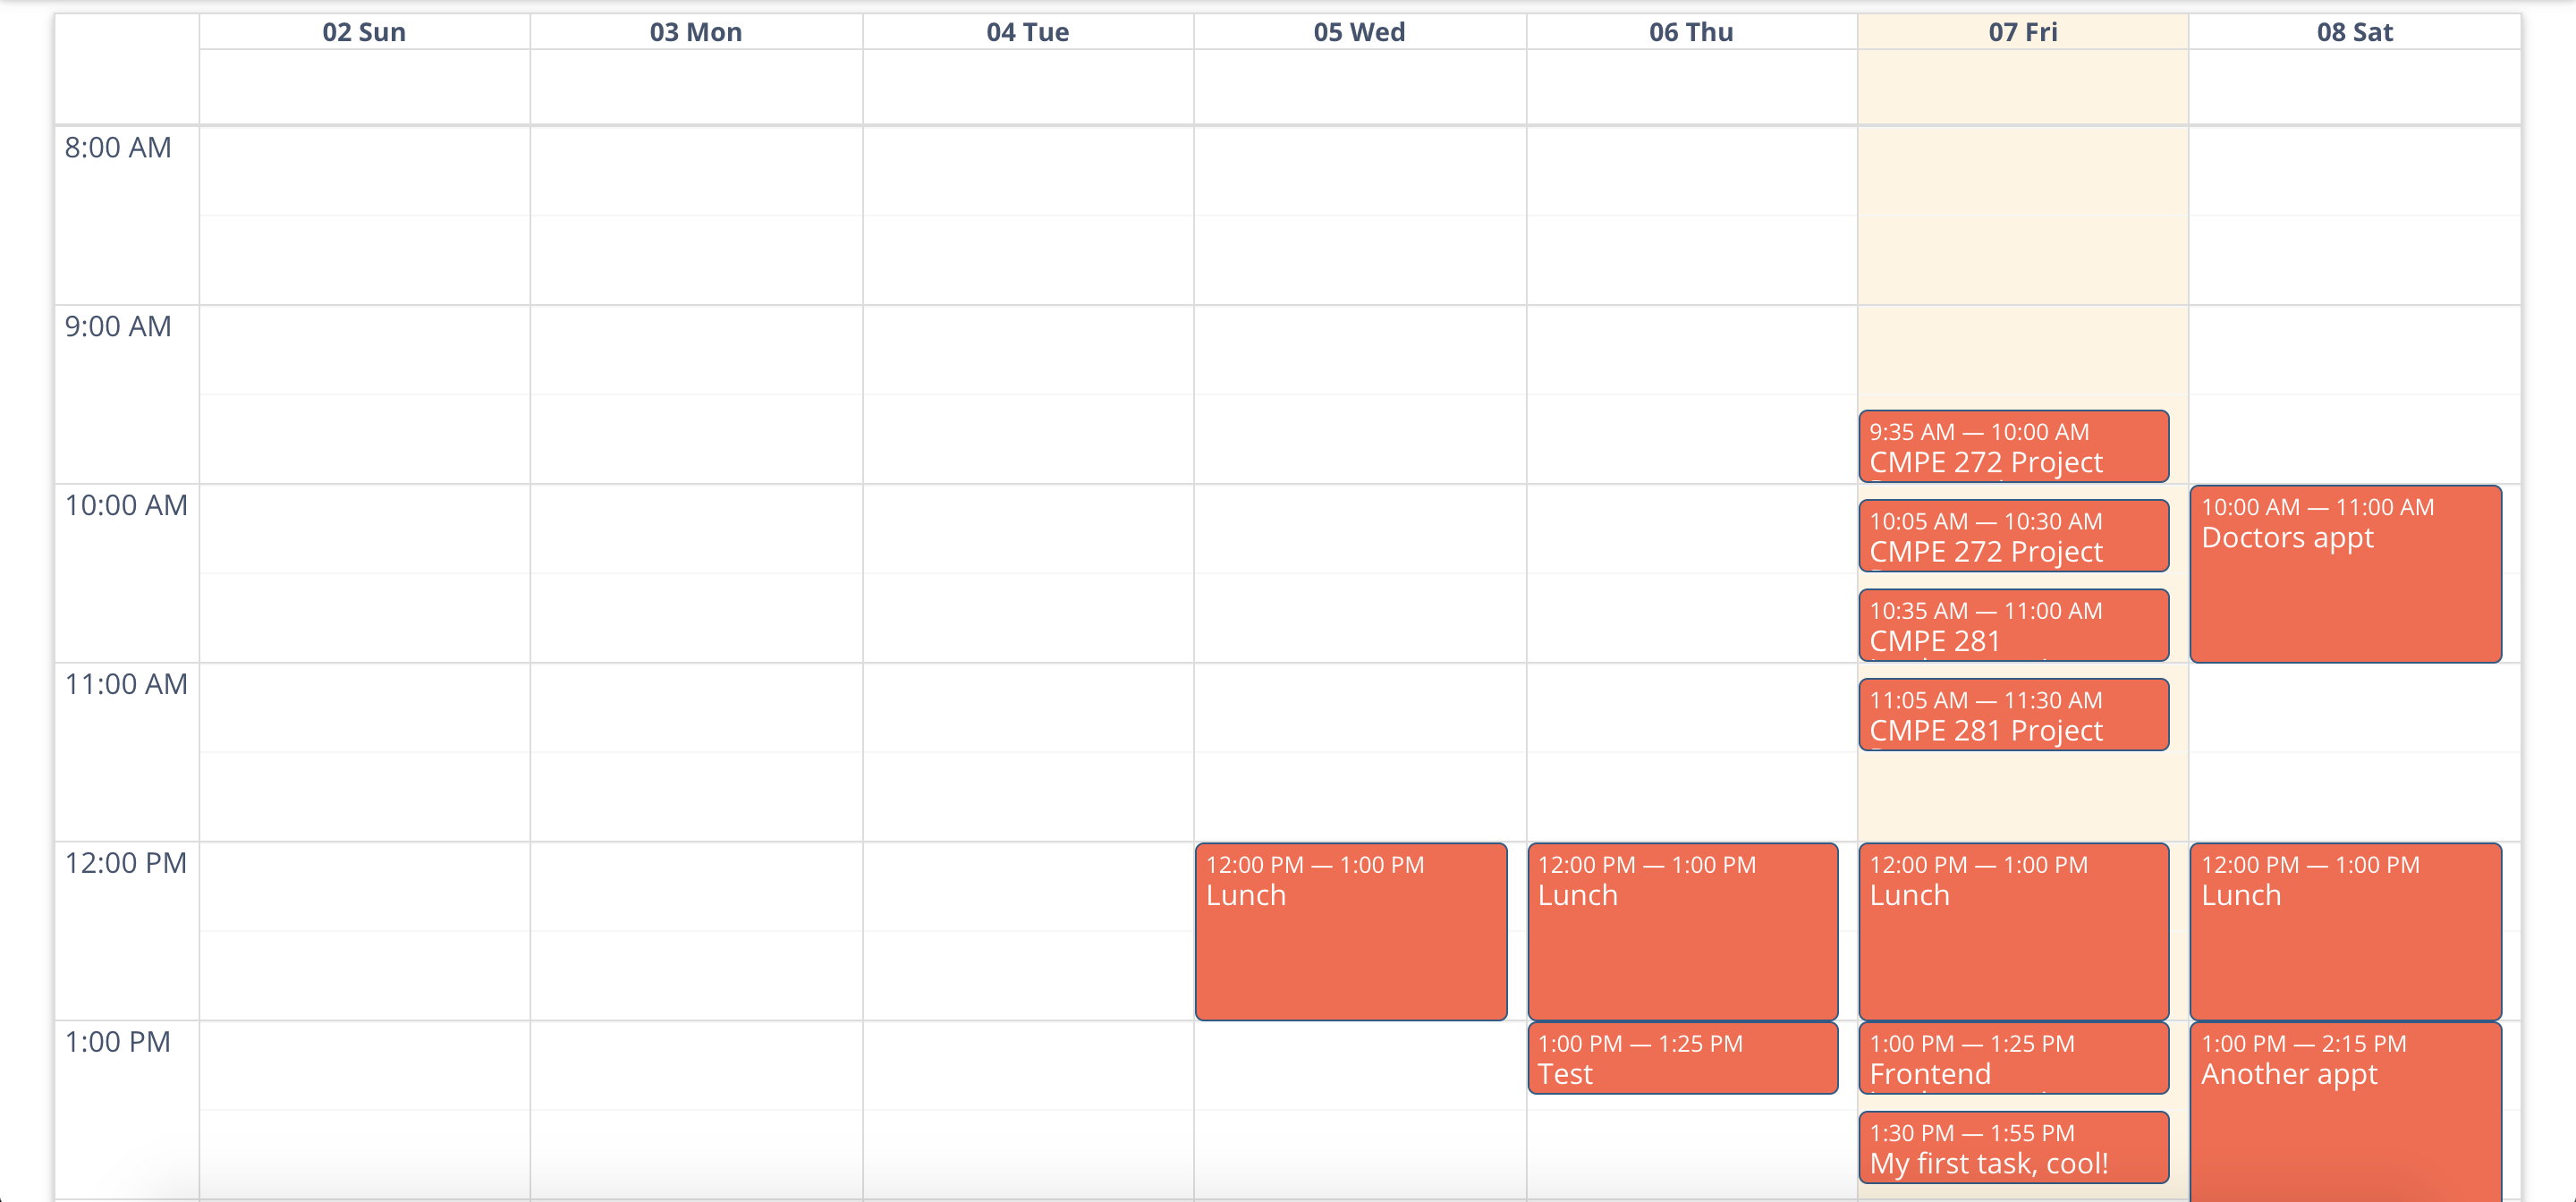 02 Sun
03 Mon
04 Tue
05 Wed
06 Thu
07 Fri
08 Sat
8:00 AM
9:00 AM
9:35 AM — 10:00 AM
CMPE 272 Project
10:00 AM
10:05 AM — 10:30 AM
CMPE 272 Project
10:00 AM — 11:00 AM
Doctors appt
10:35 AM — 11:00 AM
CMPE 281
11:00 AM
11:05 AM — 11:30 AM
CMPE 281 Project
12:00 PM
12:00 PM — 1:00 PM
Lunch
12:00 PM — 1:00 PM
Lunch
12:00 PM — 1:00 PM
Lunch
12:00 PM — 1:00 PM
Lunch
1:00 PM
1:00 PM — 1:25 PM
Test
1:00 PM — 1:25 PM
Frontend
1:00 PM — 2:15 PM
Another appt
1:30 PM — 1:55 PM
My first task, cool!